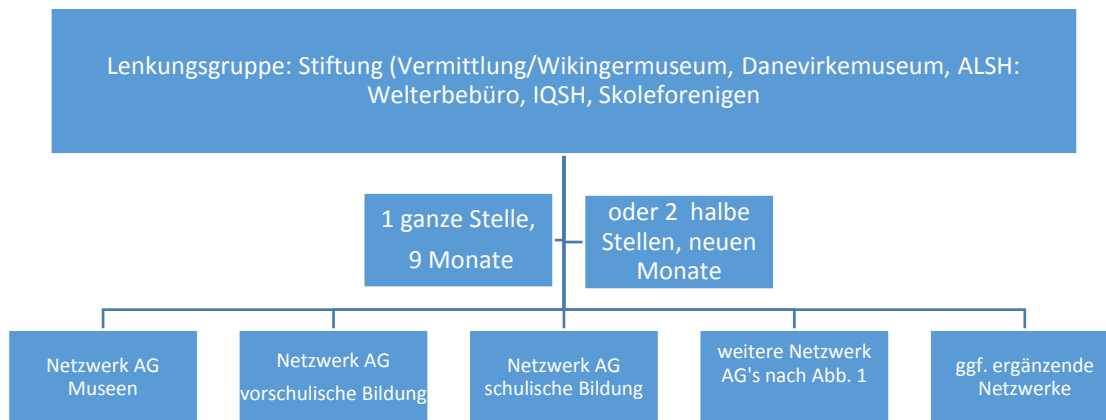 Lenkungsgruppe: Stiftung (Vermittlung/Wikingermuseum, Danevirkemuseum, ALSH:
Welterbebüro, IQSH, Skoleforenigen
1 ganze Stelle,
9 Monate
oder 2 halbe
Stellen, neuen
Monate
Netzwerk AG
Museen
Netzwerk AG
vorschulische Bildung
Netzwerk AG
schulische Bildung
weitere Netzwerk
AG's nach Abb. 1
ggf. ergänzende
Netzwerke